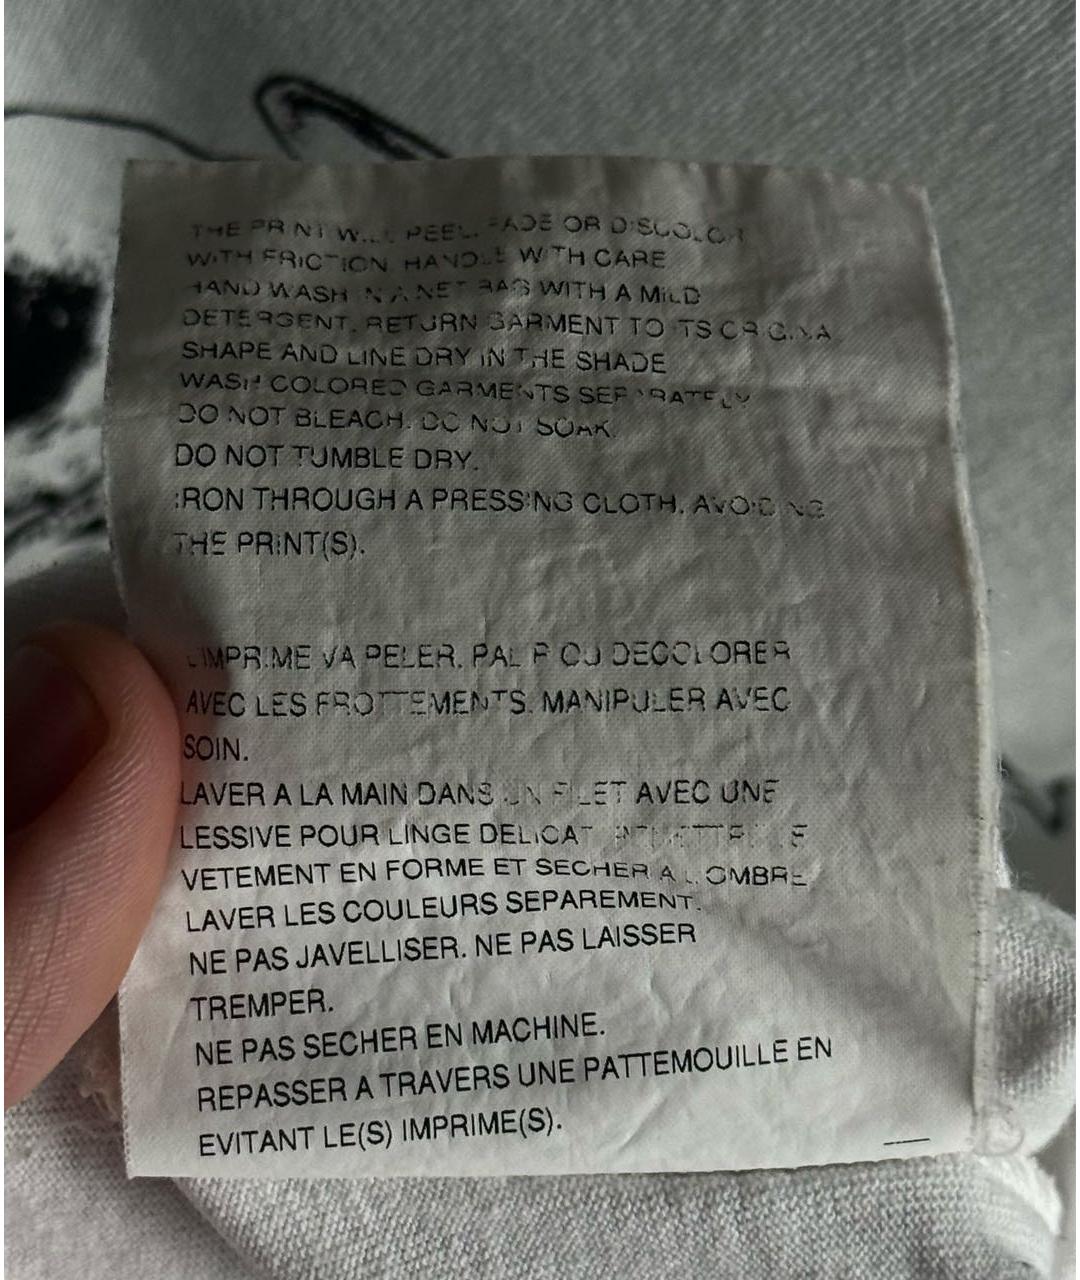 THE PRINT WILL PEEL, FADE OR DISCOLOR
WITH FRICTION. HANDLE WITH CARE
HAND WASH IN A NET BAG WITH A MILD
DETERGENT. RETURN GARMENT TO ITS ORIGINA
SHAPE AND LINE DRY IN THE SHADE
WASH COLORED GARMENTS SEPARATELY
DO NOT BLEACH. DO NOT SOAK.
DO NOT TUMBLE DRY.
IRON THROUGH A PRESSING CLOTH, AVOIDING
THE PRINT(S).
L'IMPRIME VA PELER, PALIR OU DECOLORER
AVEC LES FROTTEMENTS. MANIPULER AVEC
SOIN.
LAVER A LA MAIN DANS UN FILET AVEC UNE
LESSIVE POUR LINGE DELICAT
VETEMENT EN FORME ET SECHER A L'OMBRE
LAVER LES COULEURS SEPAREMENT.
NE PAS JAVELLISER. NE PAS LAISSER
TREMPER.
NE PAS SECHER EN MACHINE.
REPASSER A TRAVERS UNE PATTEMOUILLE EN
EVITANT LE(S) IMPRIME(S).